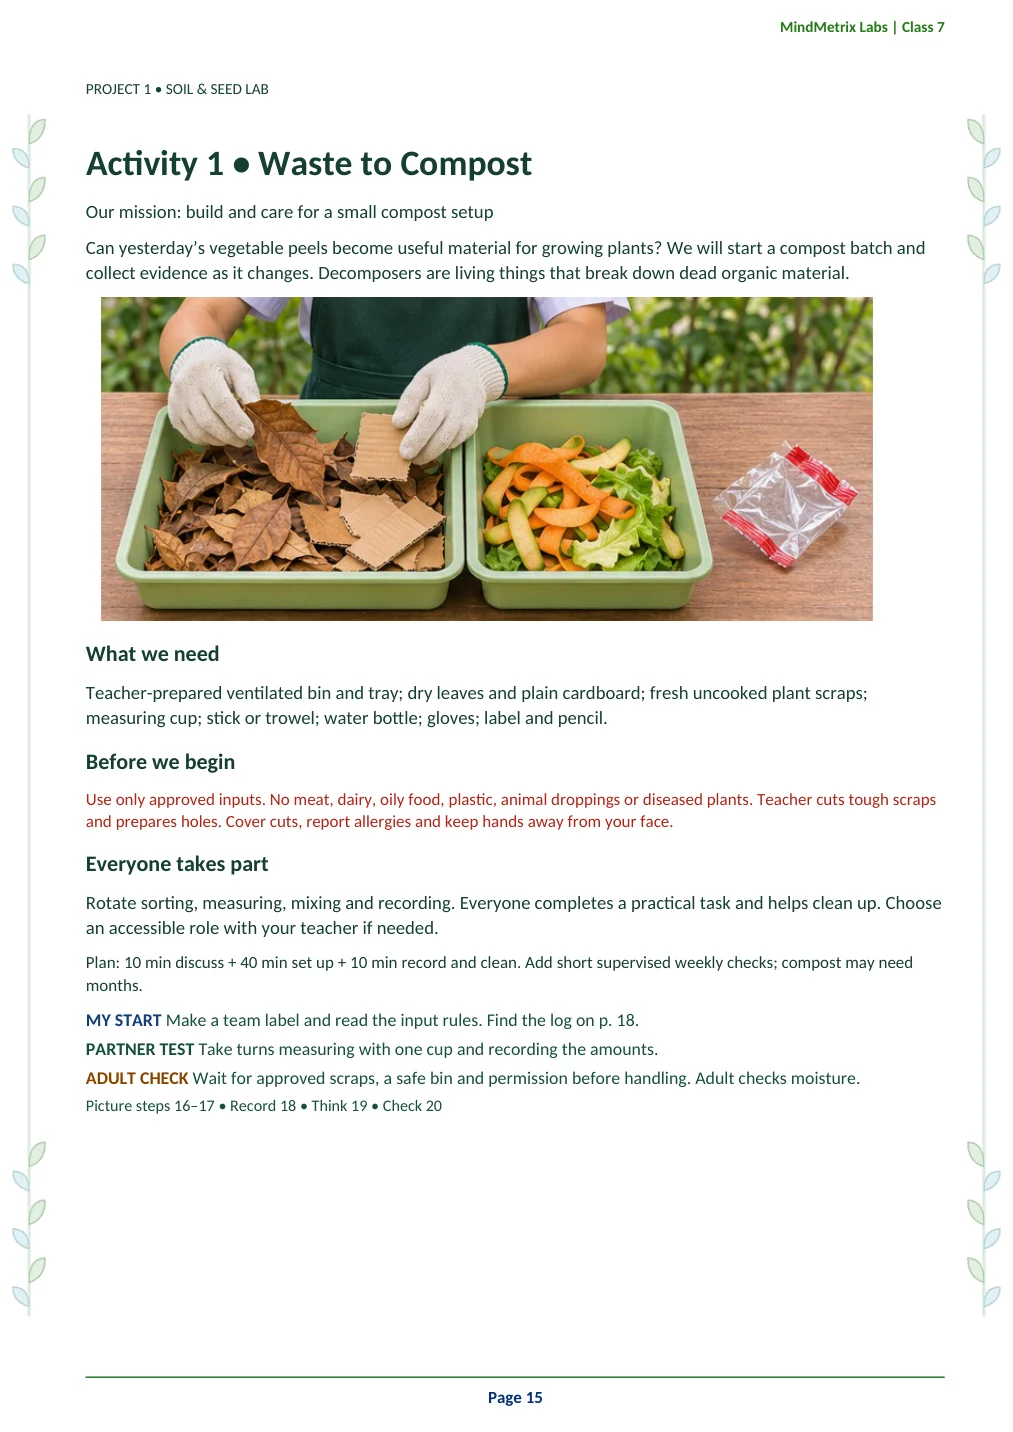 MindMetrix Labs | Class 7
PROJECT 1 • SOIL & SEED LAB
Activity 1 • Waste to Compost
Our mission: build and care for a small compost setup
Can yesterday’s vegetable peels become useful material for growing plants? We will start a compost batch and
collect evidence as it changes. Decomposers are living things that break down dead organic material.
What we need
Teacher-prepared ventilated bin and tray; dry leaves and plain cardboard; fresh uncooked plant scraps;
measuring cup; stick or trowel; water bottle; gloves; label and pencil.
Before we begin
Use only approved inputs. No meat, dairy, oily food, plastic, animal droppings or diseased plants. Teacher cuts tough scraps
and prepares holes. Cover cuts, report allergies and keep hands away from your face.
Everyone takes part
Rotate sorting, measuring, mixing and recording. Everyone completes a practical task and helps clean up. Choose
an accessible role with your teacher if needed.
Plan: 10 min discuss + 40 min set up + 10 min record and clean. Add short supervised weekly checks; compost may need
months.
MY START Make a team label and read the input rules. Find the log on p. 18.
PARTNER TEST Take turns measuring with one cup and recording the amounts.
ADULT CHECK Wait for approved scraps, a safe bin and permission before handling. Adult checks moisture.
Picture steps 16–17 • Record 18 • Think 19 • Check 20
Page 15